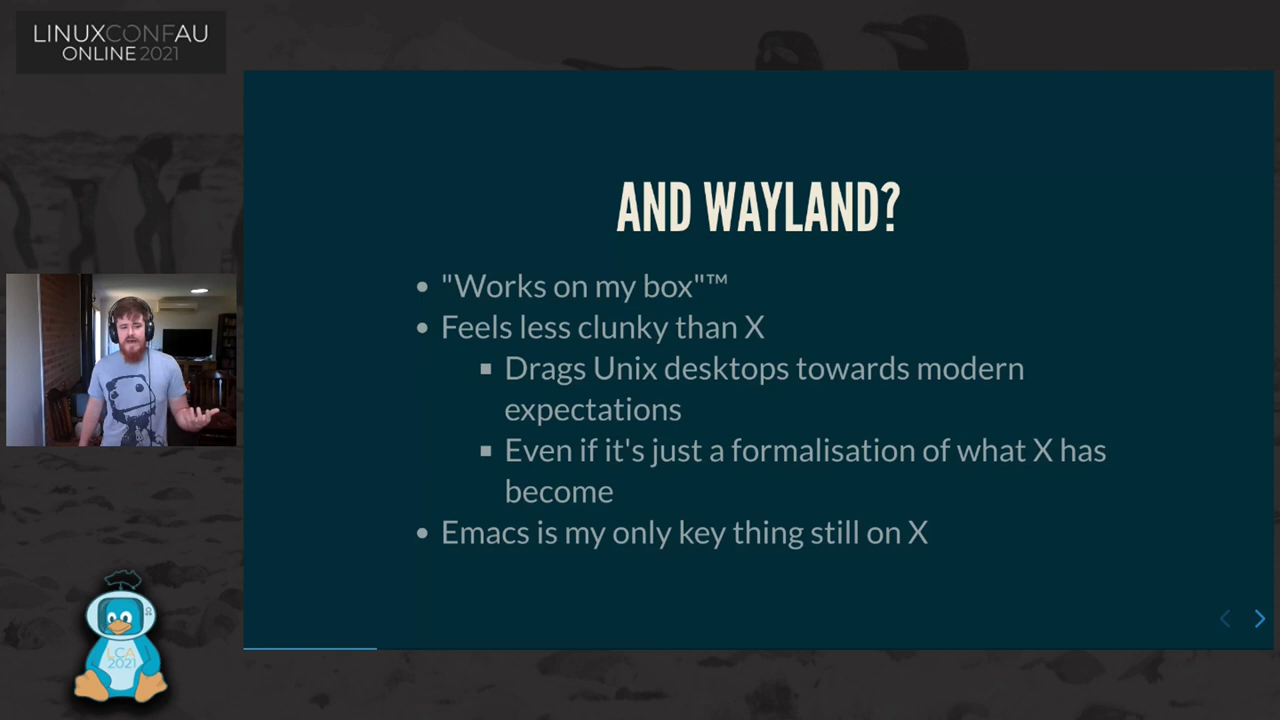 LINUXCONFAU
ONLINE 2021
AND WAYLAND?
"Works on my box"™
Feels less clunky than X
Drags Unix desktops towards modern
expectations
Even if it's just a formalisation of what X has
become
Emacs is my only key thing still on X
LCA
2021